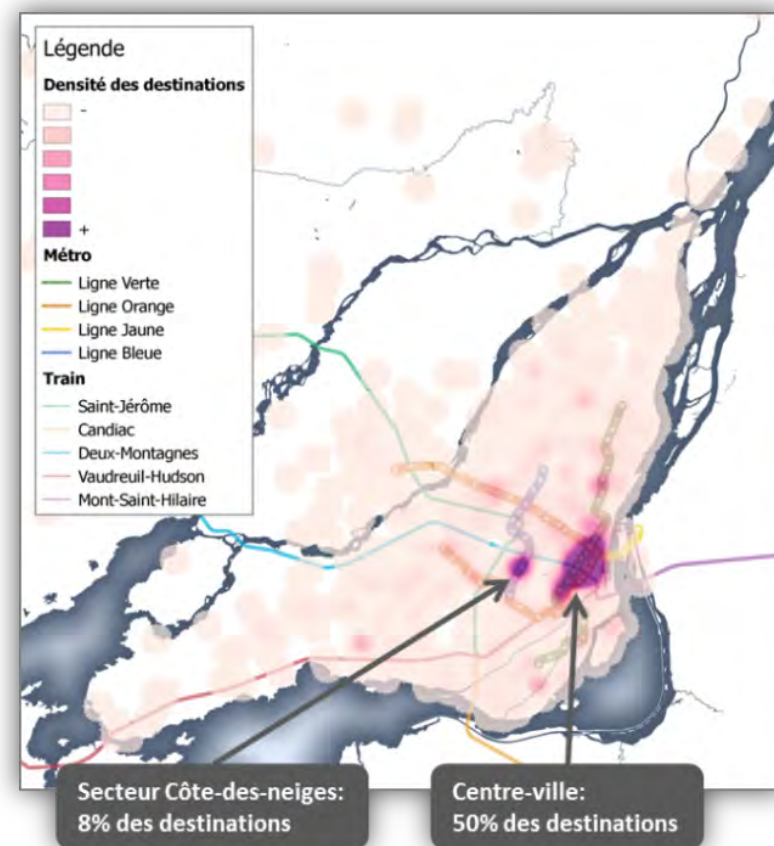 Légende
Densité des destinations
-
+
Métro
Ligne Verte
Ligne Orange
Ligne Jaune
Ligne Bleue
Train
Saint-Jérôme
Candiac
Deux-Montagnes
Vaudreuil-Hudson
Mont-Saint-Hilaire
Secteur Côte-des-neiges:
8% des destinations
Centre-ville:
50% des destinations